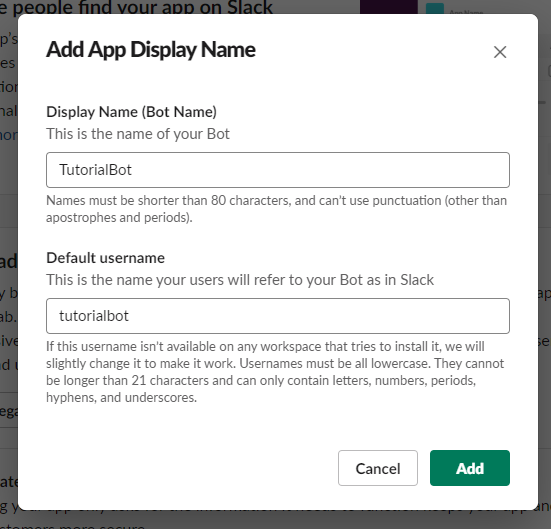 e people find your app on Slack
Add App Display Name
Display Name (Bot Name)
This is the name of your Bot
TutorialBot
Names must be shorter than 80 characters, and can't use punctuation (other than
apostrophes and periods).
Default username
This is the name your users will refer to your Bot as in Slack
tutorialbot
If this username isn't available on any workspace that tries to install it, we will
slightly change it to make it work. Usernames must be all lowercase. They cannot
be longer than 21 characters and can only contain letters, numbers, periods,
hyphens, and underscores.
Cancel
Add